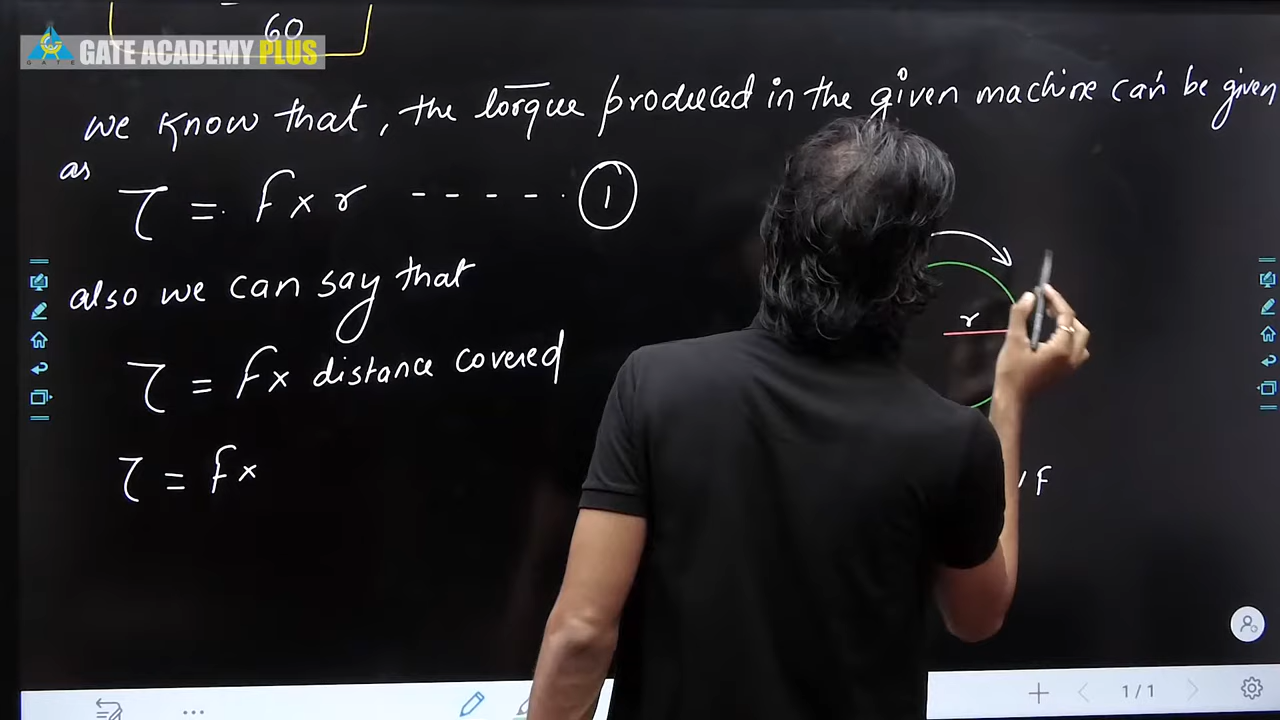 60
GATE ACADEMY PLUS
we know that, the torque produced in the given machine can be given
as
τ = F x r ----- 1
also we can say that
τ = F x distance covered
τ = F x
r
F
1/1